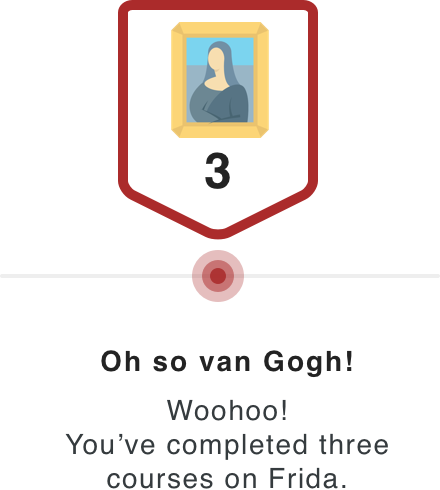 3
Oh so van Gogh!
Woohoo!
You’ve completed three
courses on Frida.